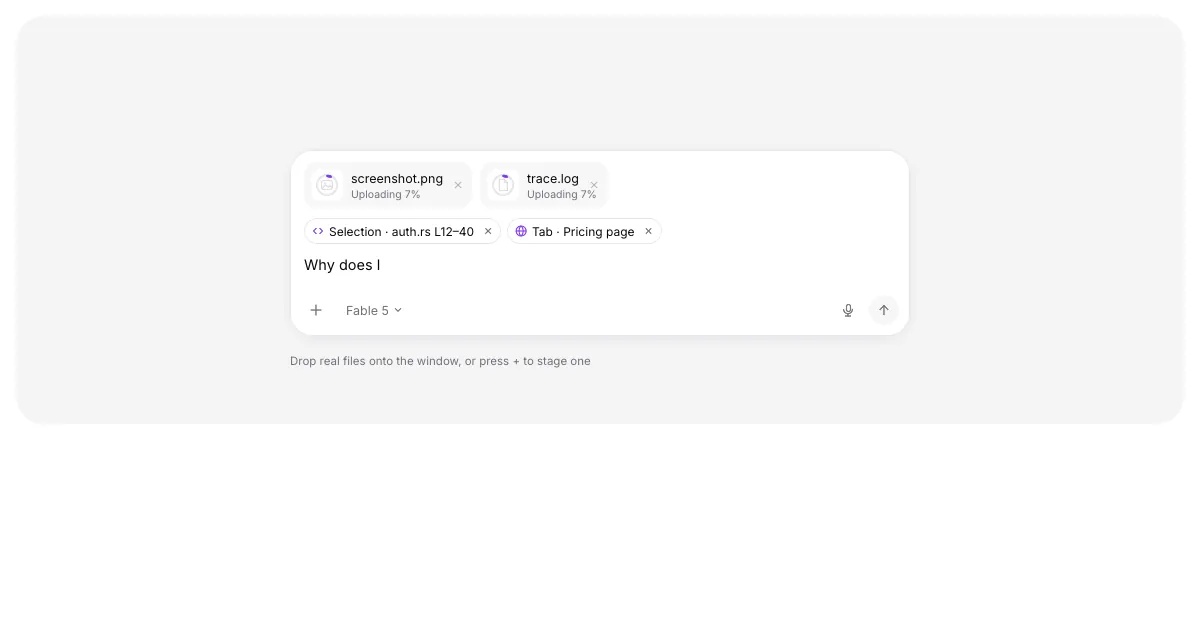 screenshot.png
Uploading 7%
trace.log
Uploading 7%
Selection · auth.rs L12–40
Tab · Pricing page
Why does l
Fable 5
Drop real files onto the window, or press + to stage one